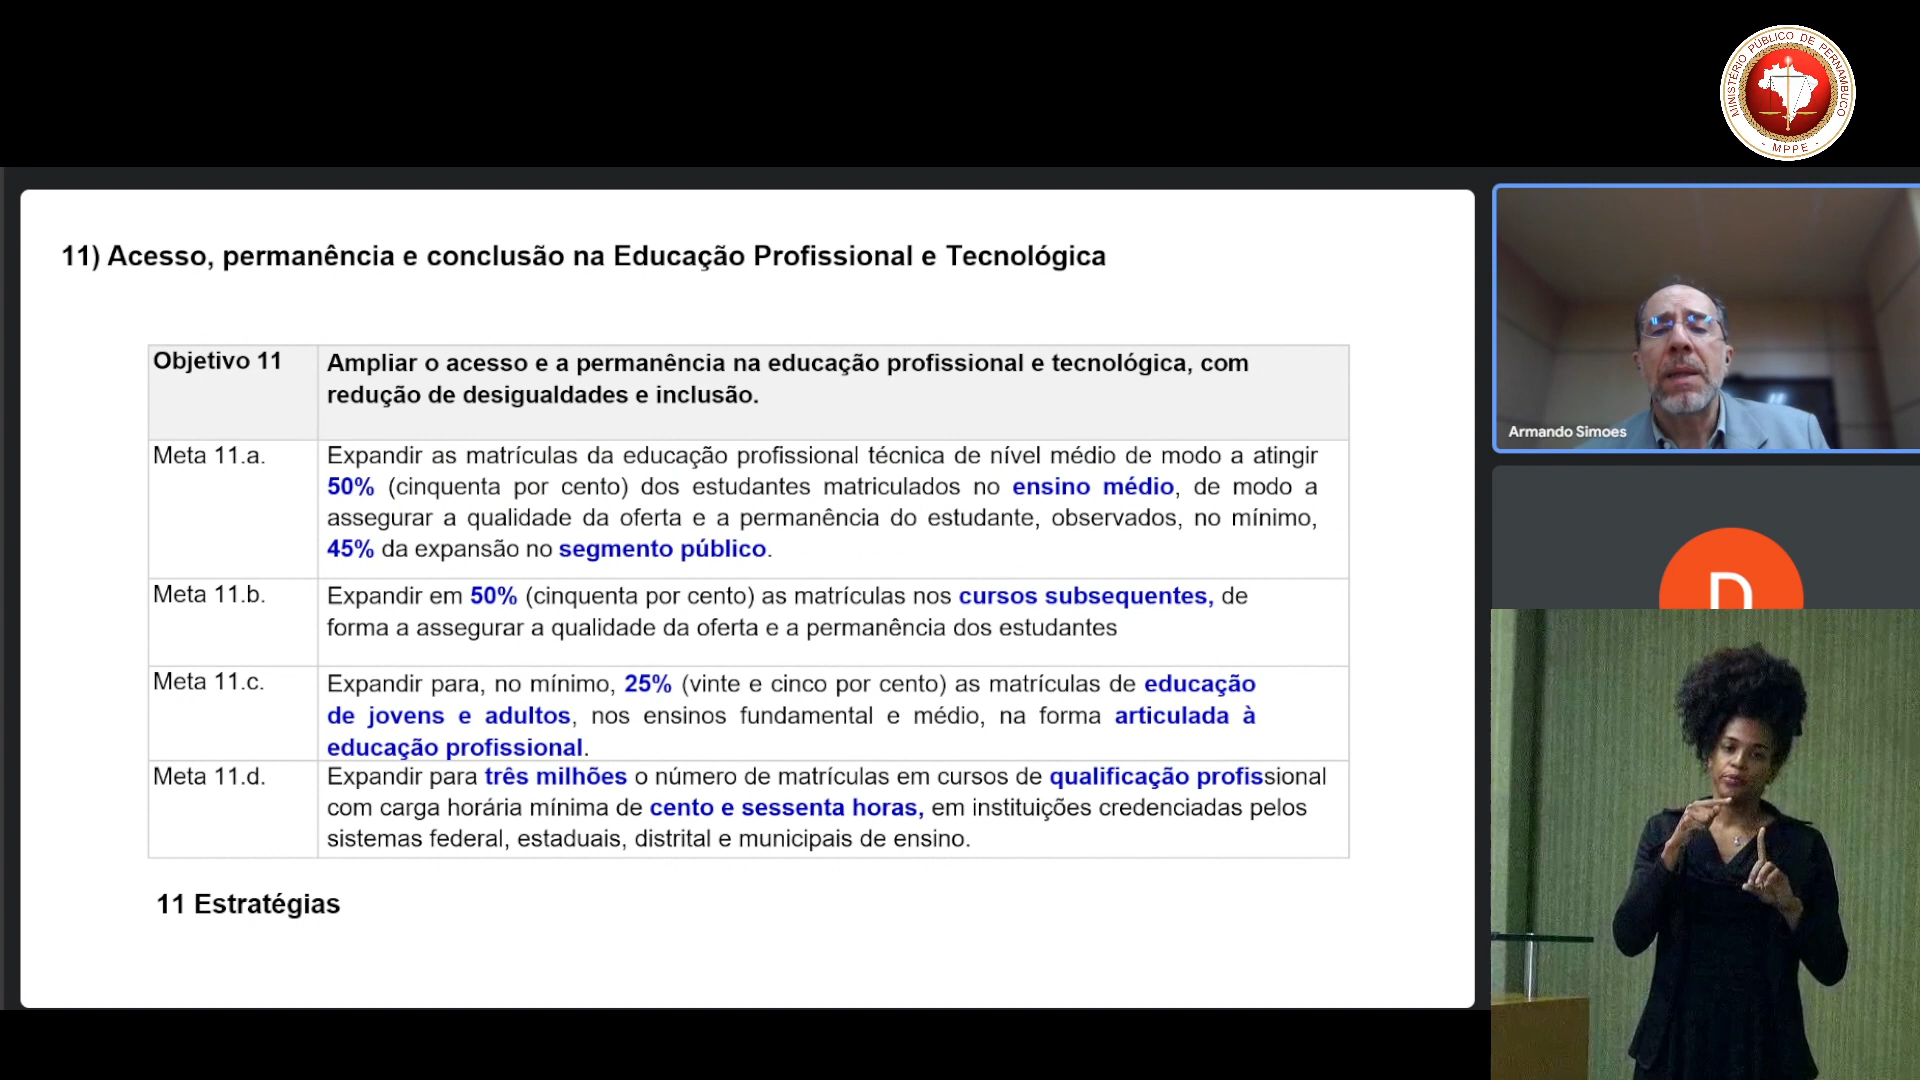 MINISTÉRIO PÚBLICO DE PERNAMBUCO
- MPPE -
11) Acesso, permanência e conclusão na Educação Profissional e Tecnológica
Objetivo 11
Ampliar o acesso e a permanência na educação profissional e tecnológica, com
redução de desigualdades e inclusão.
Meta 11.a.
Expandir as matrículas da educação profissional técnica de nível médio de modo a atingir
50% (cinquenta por cento) dos estudantes matriculados no ensino médio, de modo a
assegurar a qualidade da oferta e a permanência do estudante, observados, no mínimo,
45% da expansão no segmento público.
Meta 11.b.
Expandir em 50% (cinquenta por cento) as matrículas nos cursos subsequentes, de
forma a assegurar a qualidade da oferta e a permanência dos estudantes
Meta 11.c.
Expandir para, no mínimo, 25% (vinte e cinco por cento) as matrículas de educação
de jovens e adultos, nos ensinos fundamental e médio, na forma articulada à
educação profissional.
Meta 11.d.
Expandir para três milhões o número de matrículas em cursos de qualificação profissional
com carga horária mínima de cento e sessenta horas, em instituições credenciadas pelos
sistemas federal, estaduais, distrital e municipais de ensino.
11 Estratégias
Armando Simoes
D